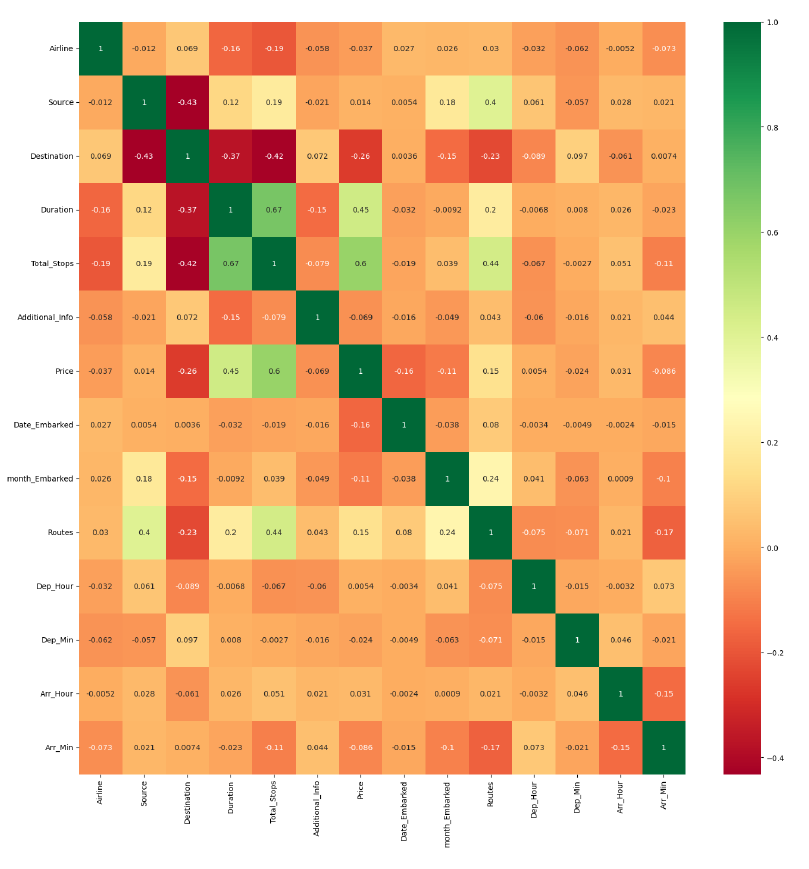 1.0
Airline 1 -0.012 0.069 -0.16 -0.19 -0.058 -0.037 0.027 0.026 0.03 -0.032 -0.062 -0.0052 -0.073
Source -0.012 1 -0.43 0.12 0.19 -0.021 0.014 0.0054 0.18 0.4 0.061 -0.057 0.028 0.021
0.8
Destination 0.069 -0.43 1 -0.37 -0.42 0.072 -0.26 0.0036 -0.15 -0.23 -0.089 0.097 -0.061 0.0074
Duration -0.16 0.12 -0.37 1 0.67 -0.15 0.45 -0.032 -0.0092 0.2 -0.0068 0.008 0.026 -0.023
0.6
Total_Stops -0.19 0.19 -0.42 0.67 1 -0.079 0.6 -0.019 0.039 0.44 -0.067 -0.0027 0.051 -0.11
Additional_Info -0.058 -0.021 0.072 -0.15 -0.079 1 -0.069 -0.016 -0.049 0.043 -0.06 -0.016 0.021 0.044
0.4
Price -0.037 0.014 -0.26 0.45 0.6 -0.069 1 -0.16 -0.11 0.15 0.0054 -0.024 0.031 -0.086
Date_Embarked 0.027 0.0054 0.0036 -0.032 -0.019 -0.016 -0.16 1 -0.038 0.08 -0.0034 -0.0049 -0.0024 -0.015
0.2
month_Embarked 0.026 0.18 -0.15 -0.0092 0.039 -0.049 -0.11 -0.038 1 0.24 0.041 -0.063 0.0009 -0.1
Routes 0.03 0.4 -0.23 0.2 0.44 0.043 0.15 0.08 0.24 1 -0.075 -0.071 0.021 -0.17
0.0
Dep_Hour -0.032 0.061 -0.089 -0.0068 -0.067 -0.06 0.0054 -0.0034 0.041 -0.075 1 -0.015 -0.0032 0.073
Dep_Min -0.062 -0.057 0.097 0.008 -0.0027 -0.016 -0.024 -0.0049 -0.063 -0.071 -0.015 1 0.046 -0.021
−0.2
Arr_Hour -0.0052 0.028 -0.061 0.026 0.051 0.021 0.031 -0.0024 0.0009 0.021 -0.0032 0.046 1 -0.15
Arr_Min -0.073 0.021 0.0074 -0.023 -0.11 0.044 -0.086 -0.015 -0.1 -0.17 0.073 -0.021 -0.15 1
−0.4
Airline Source Destination Duration Total_Stops Additional_Info Price Date_Embarked month_Embarked Routes Dep_Hour Dep_Min Arr_Hour Arr_Min